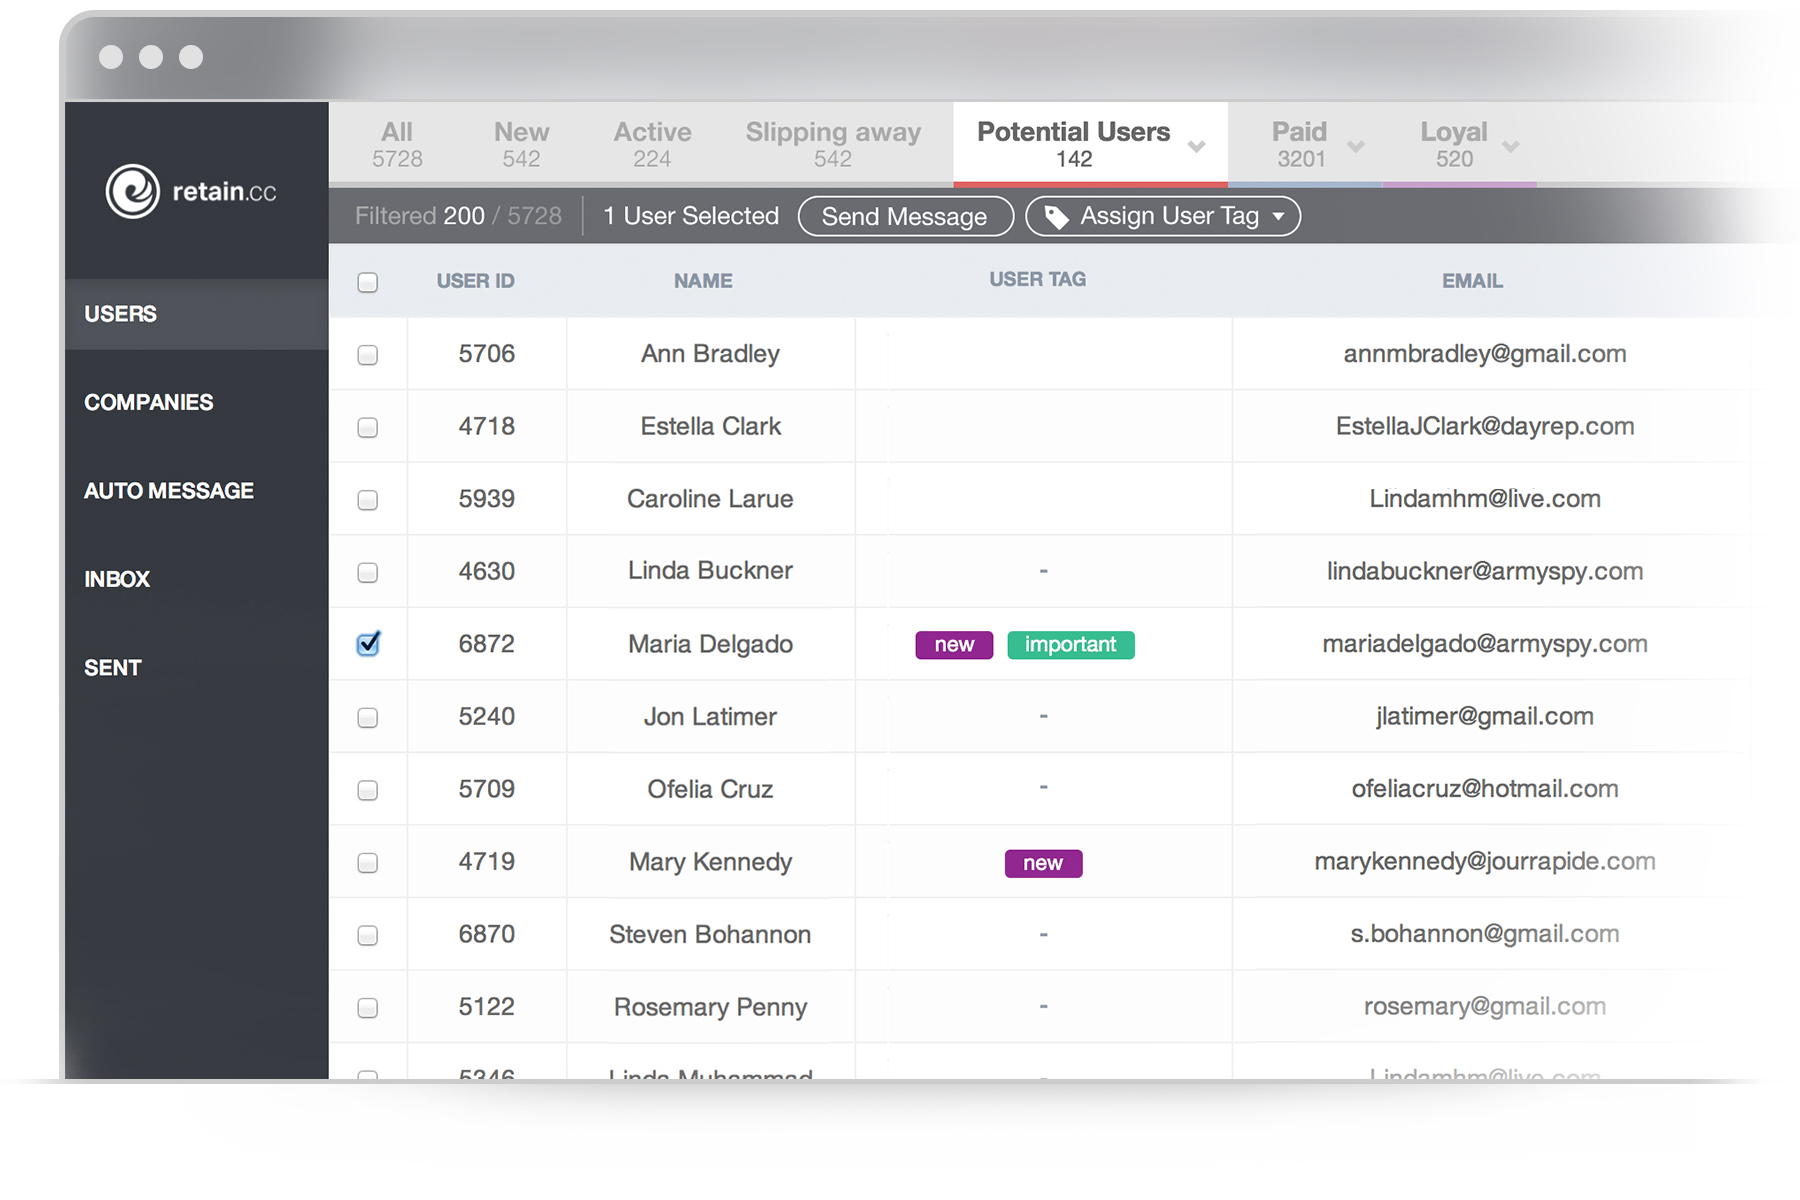 retain.cc
USERS
COMPANIES
AUTO MESSAGE
INBOX
SENT
All New Active Slipping away Potential Users Paid Loyal
5728 542 224 542 142 3201 520
Filtered 200 / 5728 1 User Selected Send Message Assign User Tag
USER ID NAME USER TAG EMAIL
5706 Ann Bradley annmbradley@gmail.com
4718 Estella Clark EstellaJClark@dayrep.com
5939 Caroline Larue Lindamhm@live.com
4630 Linda Buckner - lindabuckner@armyspy.com
6872 Maria Delgado new important mariadelgado@armyspy.com
5240 Jon Latimer - jlatimer@gmail.com
5709 Ofelia Cruz - ofeliacruz@hotmail.com
4719 Mary Kennedy new marykennedy@jourrapide.com
6870 Steven Bohannon - s.bohannon@gmail.com
5122 Rosemary Penny - rosemary@gmail.com
5346 Linda Muhammad - Lindamhm@live.com